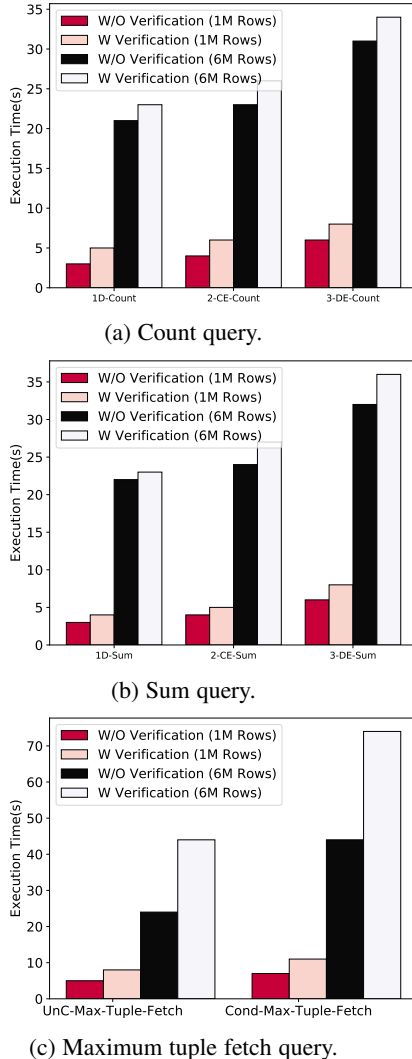 35
30
25
20
15
10
5
0
Execution Time(s)
W/O Verification (1M Rows)
W Verification (1M Rows)
W/O Verification (6M Rows)
W Verification (6M Rows)
1D-Count 2-CE-Count 3-DE-Count
(a) Count query.
35
30
25
20
15
10
5
0
Execution Time(s)
W/O Verification (1M Rows)
W Verification (1M Rows)
W/O Verification (6M Rows)
W Verification (6M Rows)
1D-Sum 2-CE-Sum 3-DE-Sum
(b) Sum query.
70
60
50
40
30
20
10
0
Execution Time(s)
W/O Verification (1M Rows)
W Verification (1M Rows)
W/O Verification (6M Rows)
W Verification (6M Rows)
UnC-Max-Tuple-Fetch Cond-Max-Tuple-Fetch
(c) Maximum tuple fetch query.